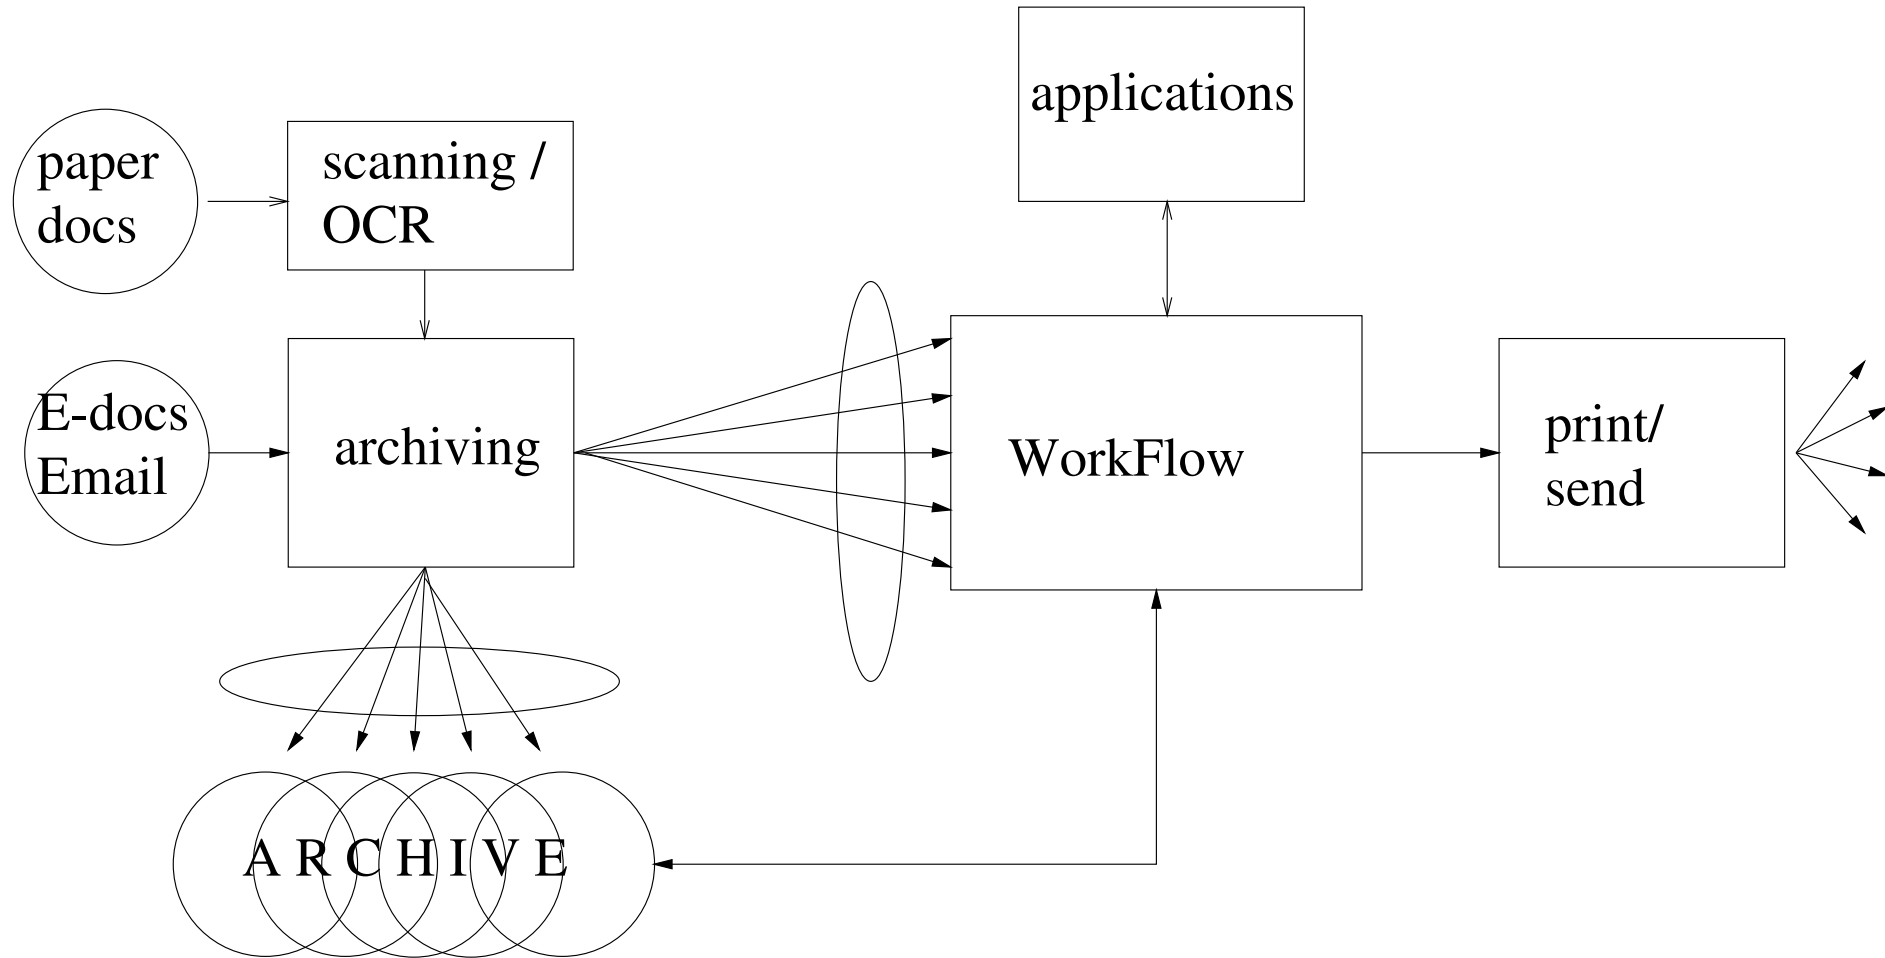 applications
paper
docs
scanning /
OCR
E-docs
Email
archiving
WorkFlow
print/
send
A R C H I V E